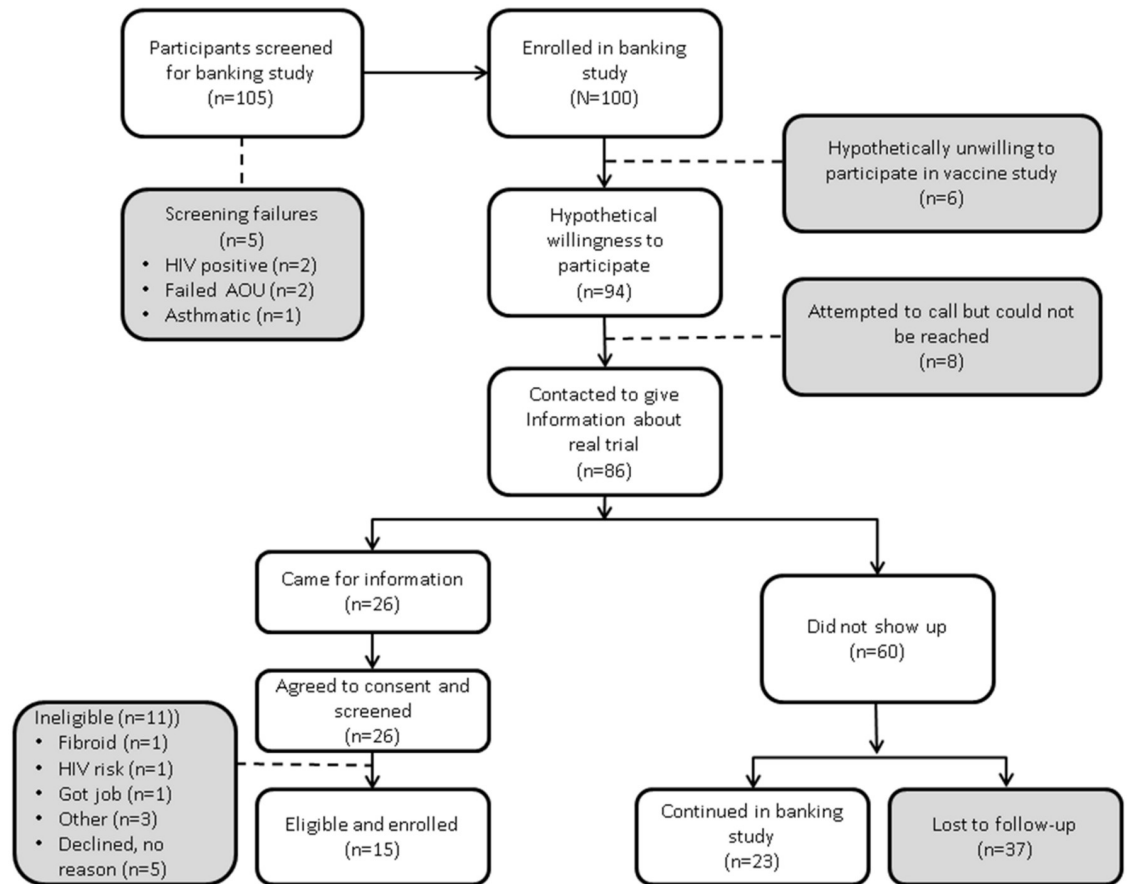 Participants screened
for banking study
(n=105)
Enrolled in banking
study
(N=100)
Hypothetically unwilling to
participate in vaccine study
(n=6)
Screening failures
(n=5)
• HIV positive (n=2)
• Failed AOU (n=2)
• Asthmatic (n=1)
Hypothetical
willingness to
participate
(n=94)
Attempted to call but could not
be reached
(n=8)
Contacted to give
Information about
real trial
(n=86)
Came for information
(n=26)
Did not show up
(n=60)
Agreed to consent and
screened
(n=26)
Ineligible (n=11))
• Fibroid (n=1)
• HIV risk (n=1)
• Got job (n=1)
• Other (n=3)
• Declined, no
reason (n=5)
Eligible and enrolled
(n=15)
Continued in banking
study
(n=23)
Lost to follow-up
(n=37)